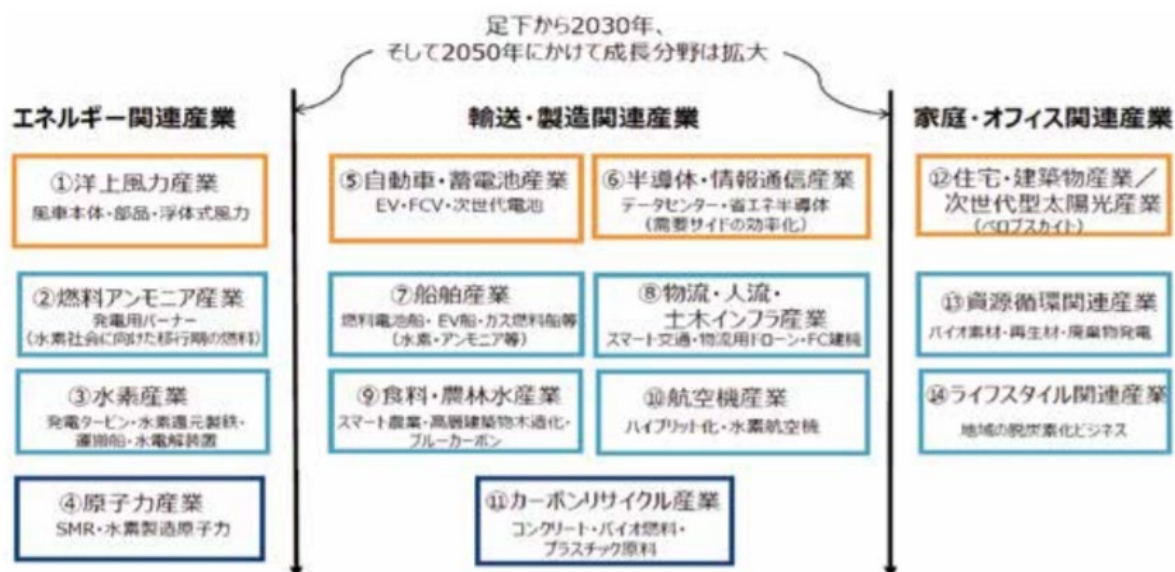 足下から2030年、
そして2050年にかけて成長分野は拡大
エネルギー関連産業
①洋上風力産業
風車本体・部品・浮体式風力
②燃料アンモニア産業
発電用バーナー
(水素社会に向けた移行期の燃料)
③水素産業
発電タービン・水素還元製鉄・
運搬船・水電解装置
④原子力産業
SMR・水素製造原子力
輸送・製造関連産業
⑤自動車・蓄電池産業
EV・FCV・次世代電池
⑥半導体・情報通信産業
データセンター・省エネ半導体
(需要サイドの効率化)
⑦船舶産業
燃料電池船・EV船・ガス燃料船等
(水素・アンモニア等)
⑧物流・人流・
土木インフラ産業
スマート交通・物流用ドローン・FC建機
⑨食料・農林水産業
スマート農業・高層建築物木造化・
ブルーカーボン
⑩航空機産業
ハイブリット化・水素航空機
⑪カーボンリサイクル産業
コンクリート・バイオ燃料・
プラスチック原料
家庭・オフィス関連産業
⑫住宅・建築物産業／
次世代型太陽光産業
(ペロブスカイト)
⑬資源循環関連産業
バイオ素材・再生材・廃棄物発電
⑭ライフスタイル関連産業
地域の脱炭素化ビジネス